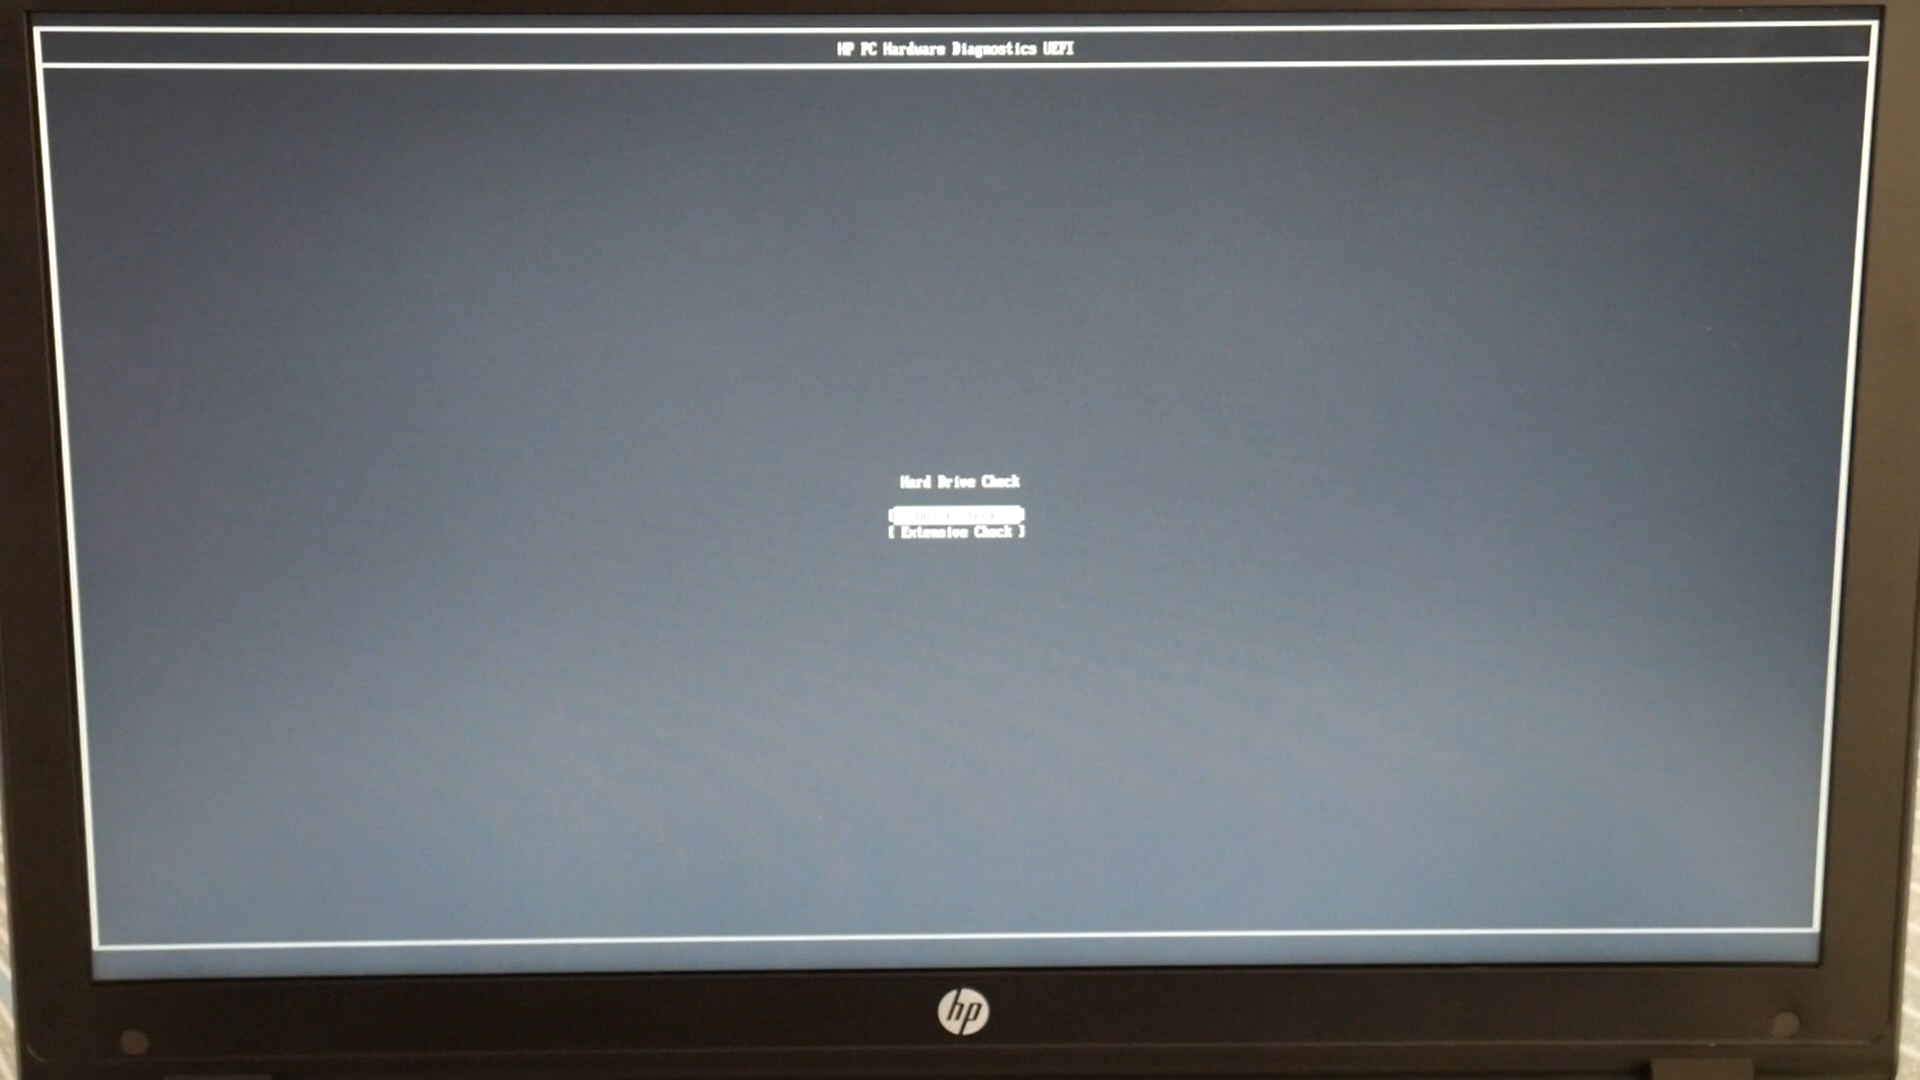 HP PC Hardware Diagnostics UEFI
Hard Drive Check
[ Extensive Check ]
hp